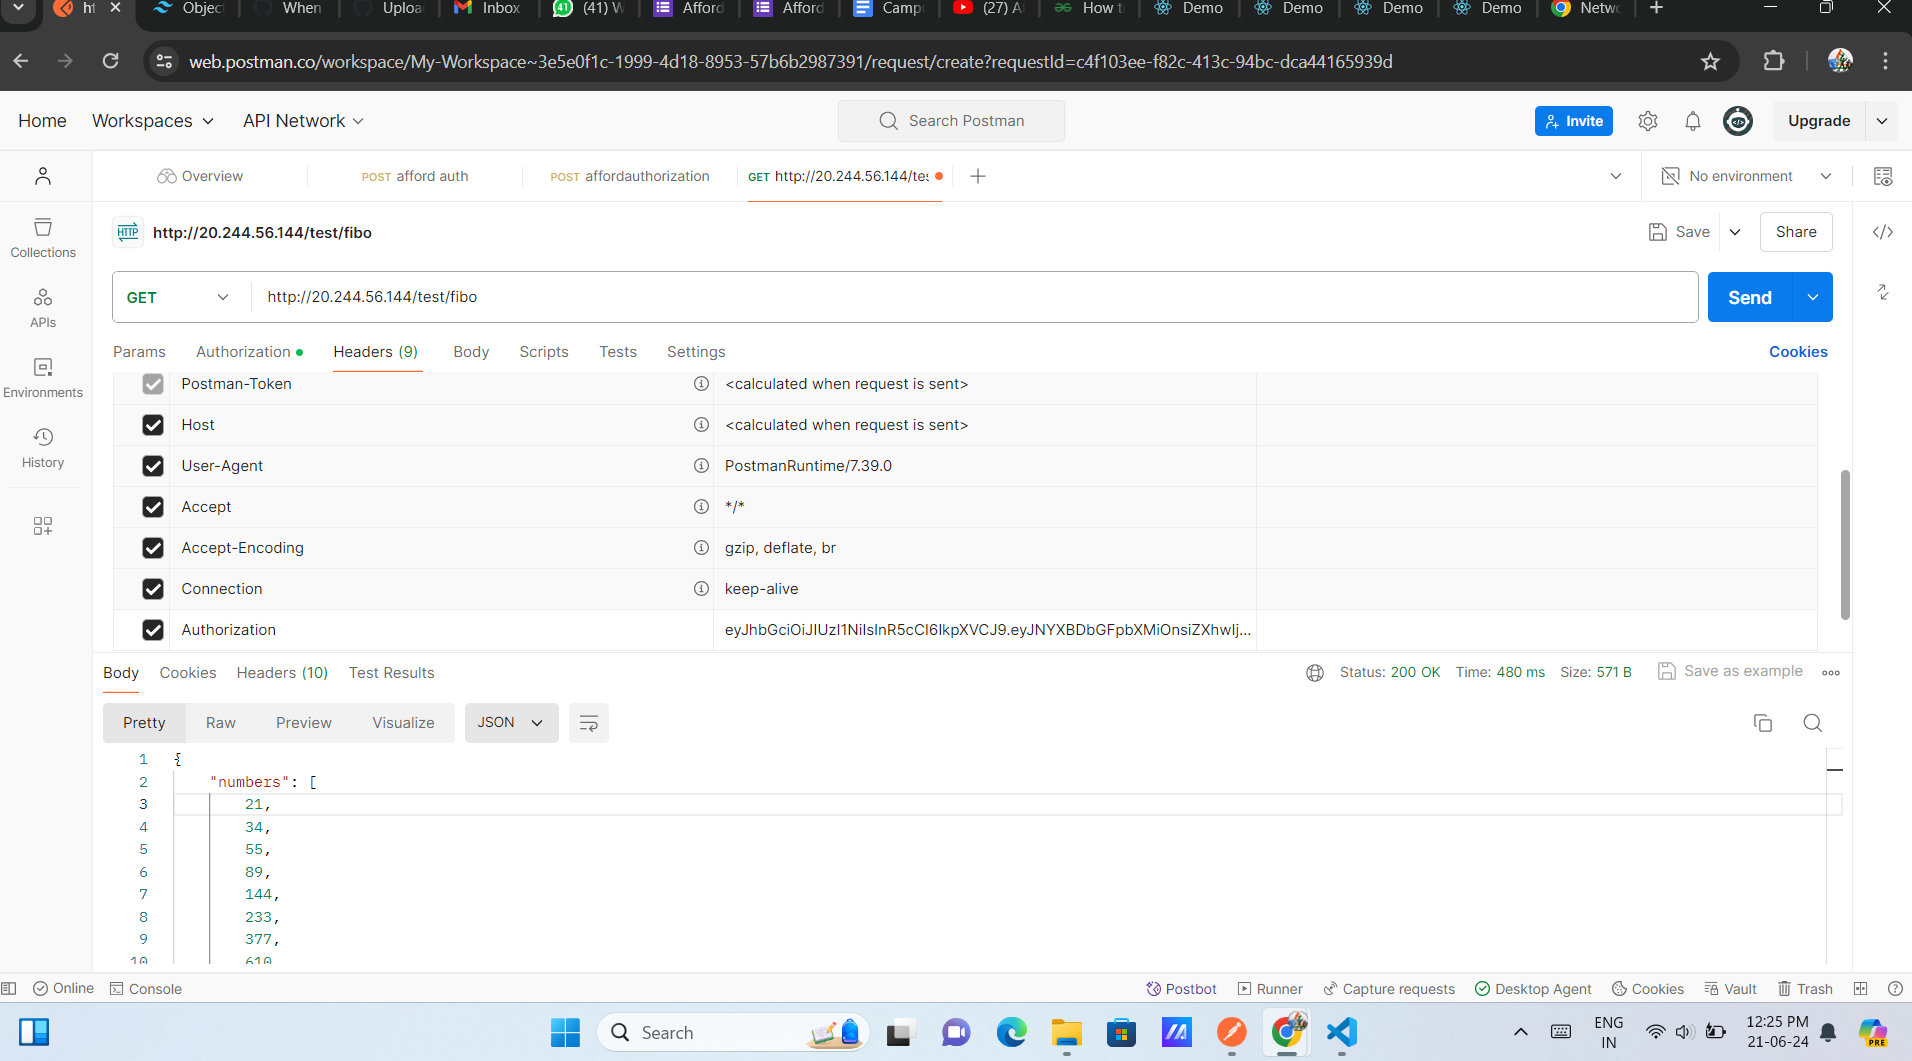 ht
Objec
When
Uploa
Inbox
(41) W
Afford
Afford
Camp
(27) A
How t
Demo
Demo
Demo
Demo
Netwo
web.postman.co/workspace/My-Workspace~3e5e0f1c-1999-4d18-8953-57b6b2987391/request/create?requestId=c4f103ee-f82c-413c-94bc-dca44165939d
Home Workspaces API Network Search Postman Invite Upgrade
Overview POST afford auth POST affordauthorization GET http://20.244.56.144/tes No environment
HTTP http://20.244.56.144/test/fibo Save Share
Collections
APIs
Environments
History
GET http://20.244.56.144/test/fibo Send
Params Authorization Headers (9) Body Scripts Tests Settings Cookies
Postman-Token <calculated when request is sent>
Host <calculated when request is sent>
User-Agent PostmanRuntime/7.39.0
Accept */*
Accept-Encoding gzip, deflate, br
Connection keep-alive
Authorization eyJhbGciOiJIUzI1NiIsInR5cCI6IkpXVCJ9.eyJNYXBDbGFpbXMiOnsiZXhwIj...
Body Cookies Headers (10) Test Results Status: 200 OK Time: 480 ms Size: 571 B Save as example
Pretty Raw Preview Visualize JSON
1 {
2 "numbers": [
3 21,
4 34,
5 55,
6 89,
7 144,
8 233,
9 377,
10 610
Online Console Postbot Runner Capture requests Desktop Agent Cookies Vault Trash
Search ENG IN 12:25 PM 21-06-24 PRE